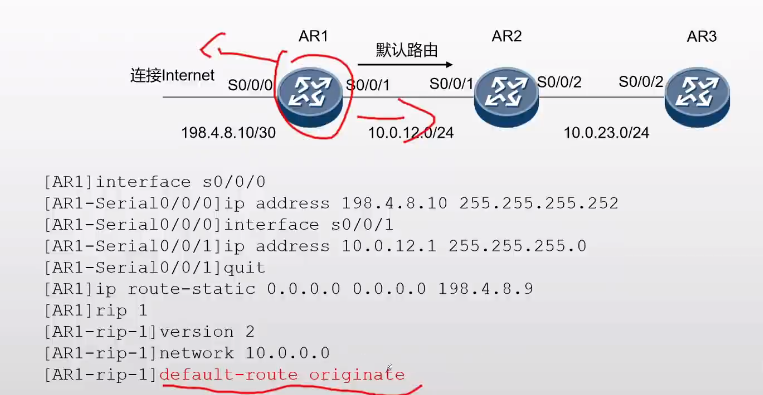 AR1
AR2
AR3
默认路由
连接Internet
S0/0/0
S0/0/1
S0/0/1
S0/0/2
S0/0/2
198.4.8.10/30
10.0.12.0/24
10.0.23.0/24
[AR1]interface s0/0/0
[AR1-Serial0/0/0]ip address 198.4.8.10 255.255.255.252
[AR1-Serial0/0/0]interface s0/0/1
[AR1-Serial0/0/1]ip address 10.0.12.1 255.255.255.0
[AR1-Serial0/0/1]quit
[AR1]ip route-static 0.0.0.0 0.0.0.0 198.4.8.9
[AR1]rip 1
[AR1-rip-1]version 2
[AR1-rip-1]network 10.0.0.0
[AR1-rip-1]default-route originate